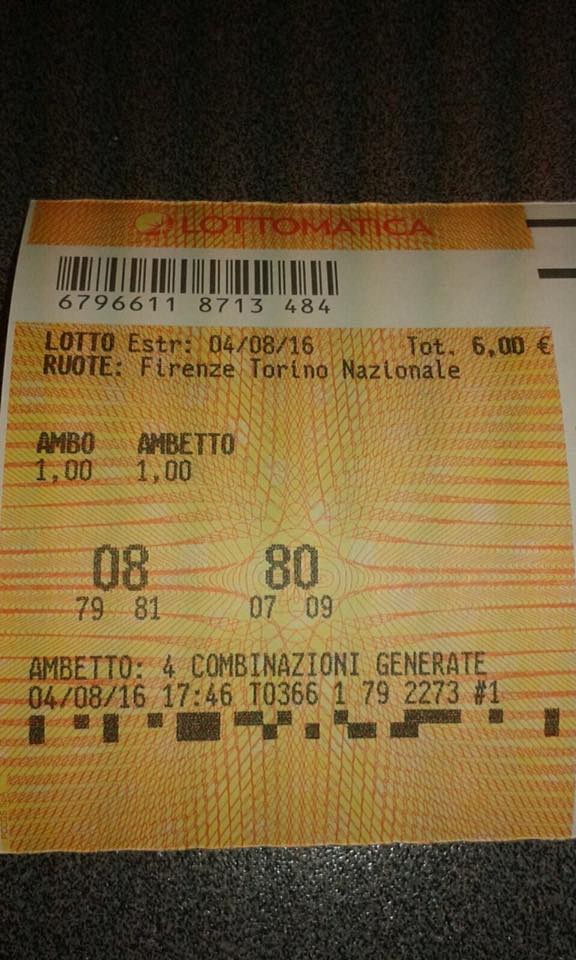 LOTTOMATICA
6796611 8713 484
LOTTO Estr: 04/08/16 Tot. 6,00 €
RUOTE: Firenze Torino Nazionale
AMBO AMBETTO
1,00 1,00
08 80
79 81 07 09
AMBETTO: 4 COMBINAZIONI GENERATE
04/08/16 17:46 T0366 1 79 2273 #1